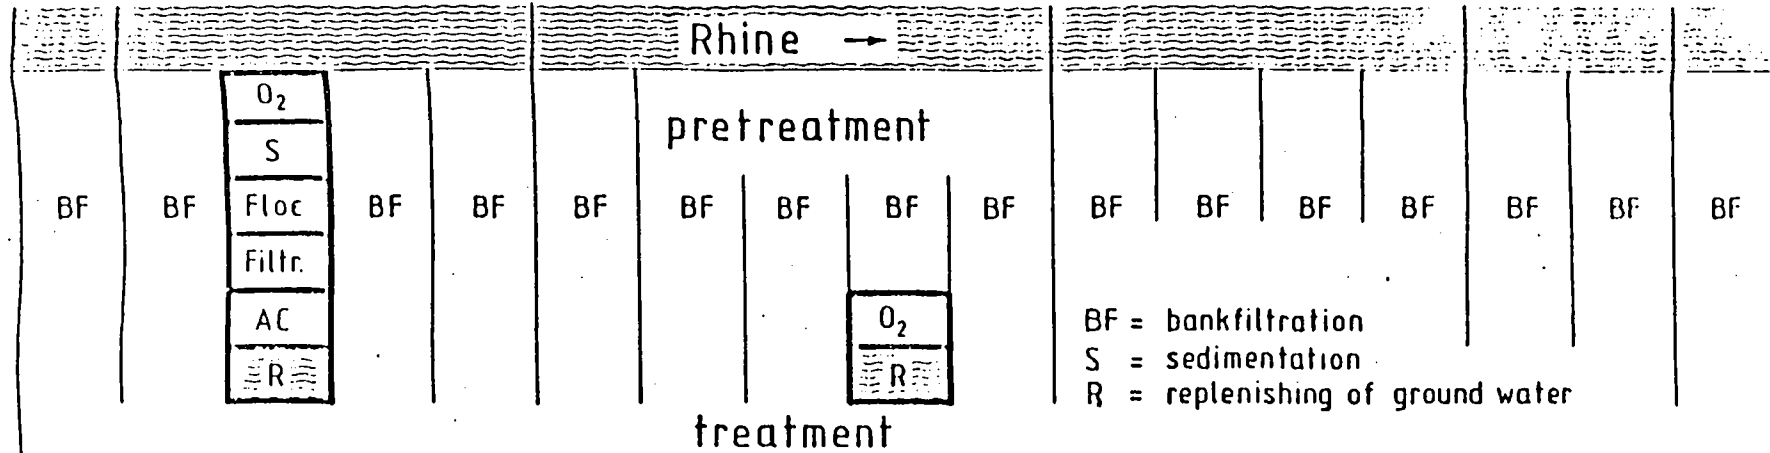 Rhine →
O₂
pretreatment
S
BF BF Floc BF BF BF BF BF BF BF BF BF BF BF BF BF BF
Filtr.
AC O₂
R R
BF = bankfiltration
S = sedimentation
R = replenishing of ground water
treatment